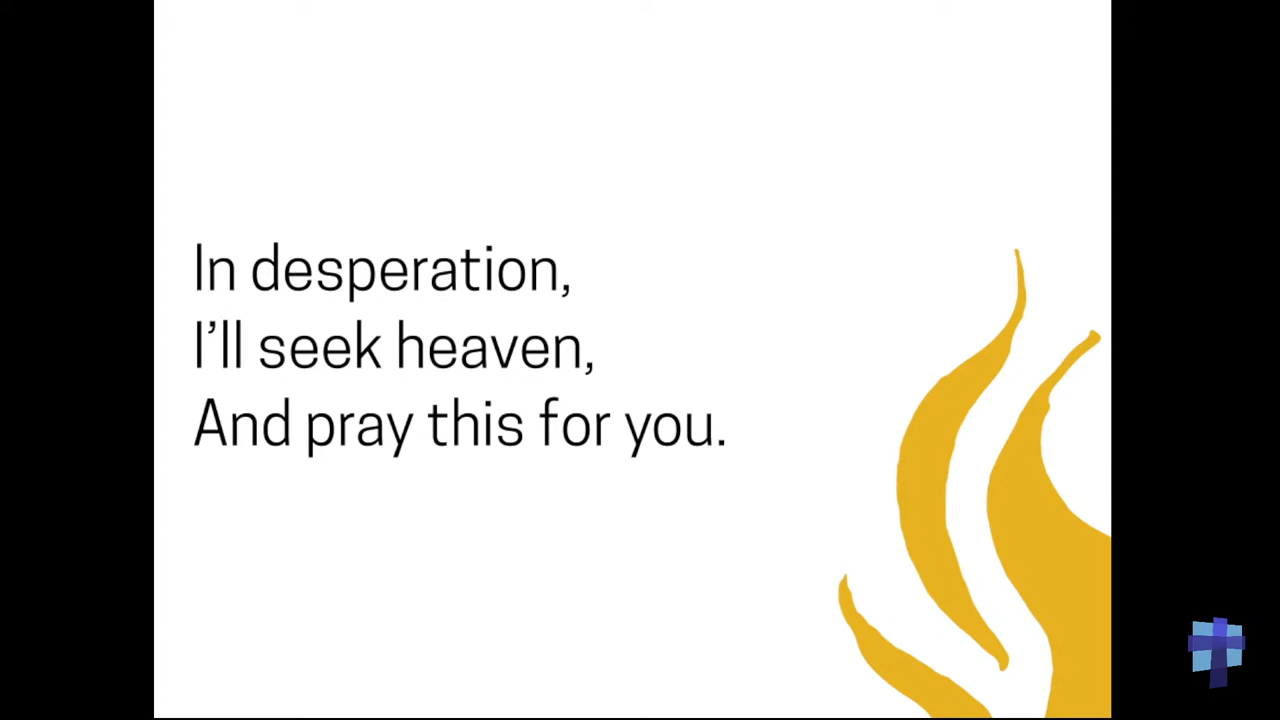 In desperation,
I’ll seek heaven,
And pray this for you.